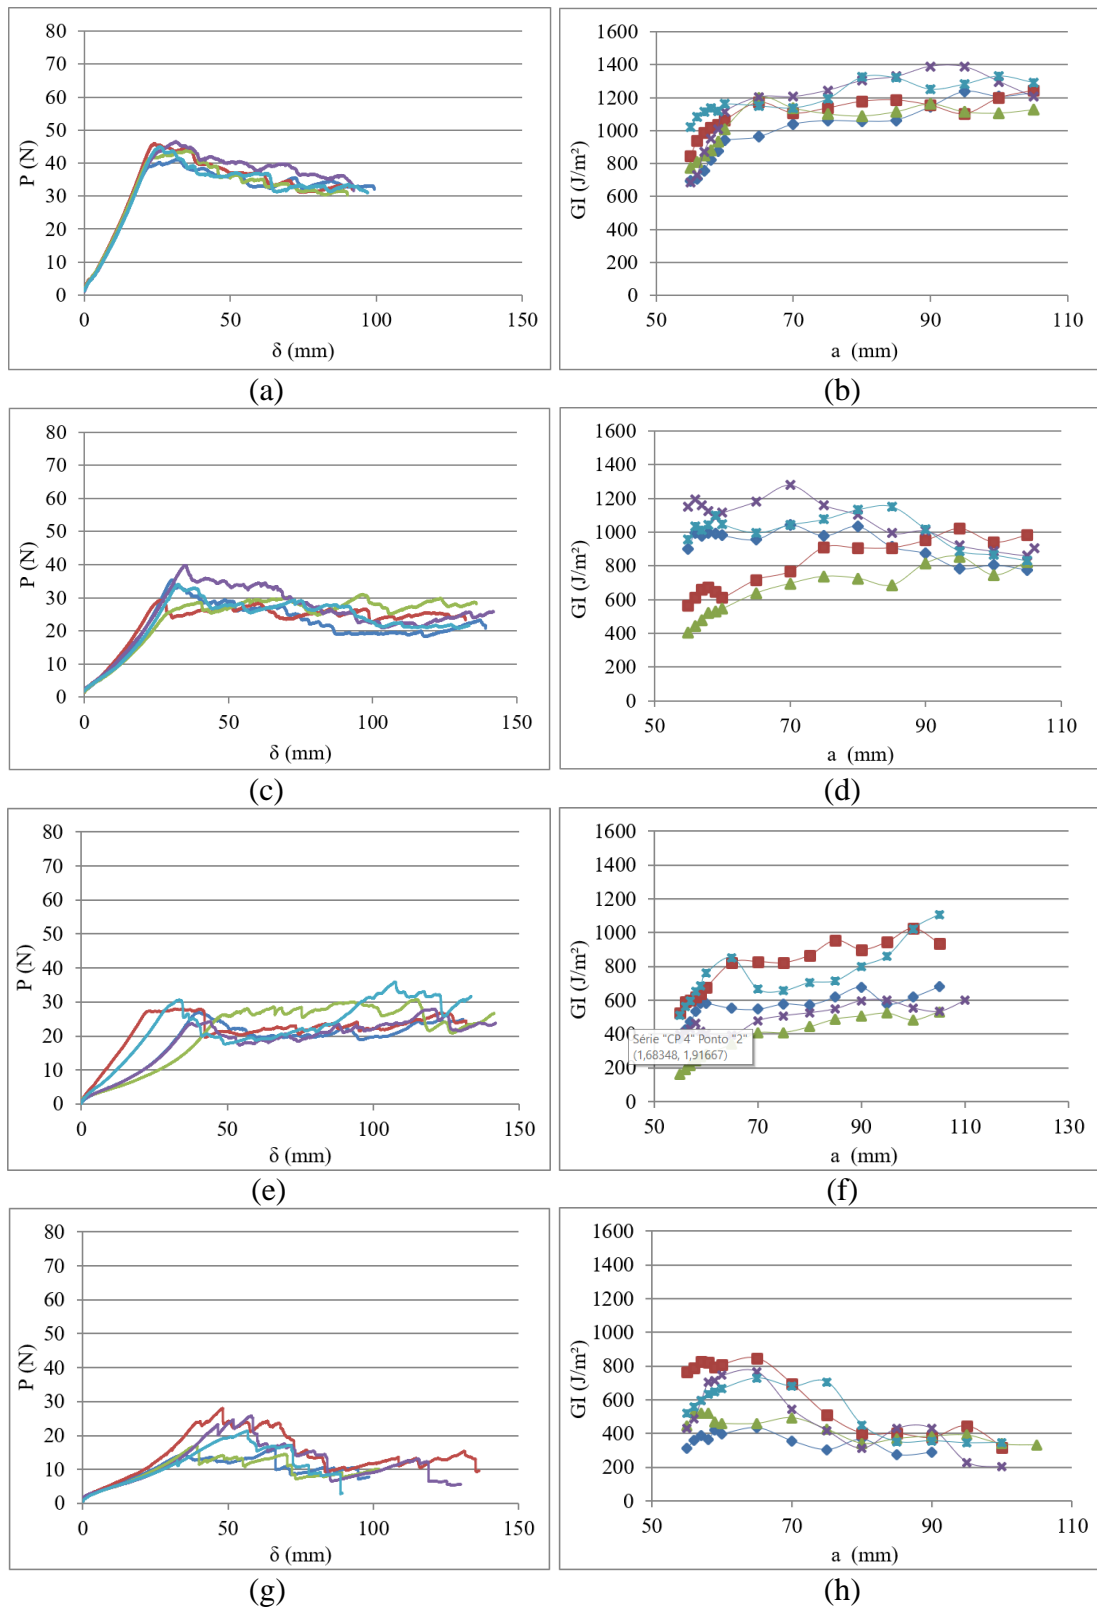 80
70
60
50
40
30
20
10
0
P (N)
0 50 100 150
δ (mm)
(a)
1600
1400
1200
1000
800
600
400
200
0
GI (J/m²)
50 70 90 110
a (mm)
(b)
80
70
60
50
40
30
20
10
0
P (N)
0 50 100 150
δ (mm)
(c)
1600
1400
1200
1000
800
600
400
200
0
GI (J/m²)
50 70 90 110
a (mm)
(d)
80
70
60
50
40
30
20
10
0
P (N)
0 50 100 150
δ (mm)
(e)
1600
1400
1200
1000
800
600
400
200
0
GI (J/m²)
Série "CP 4" Ponto "2"
(1,68348, 1,91667)
50 70 90 110 130
a (mm)
(f)
80
70
60
50
40
30
20
10
0
P (N)
0 50 100 150
δ (mm)
(g)
1600
1400
1200
1000
800
600
400
200
0
GI (J/m²)
50 70 90 110
a (mm)
(h)